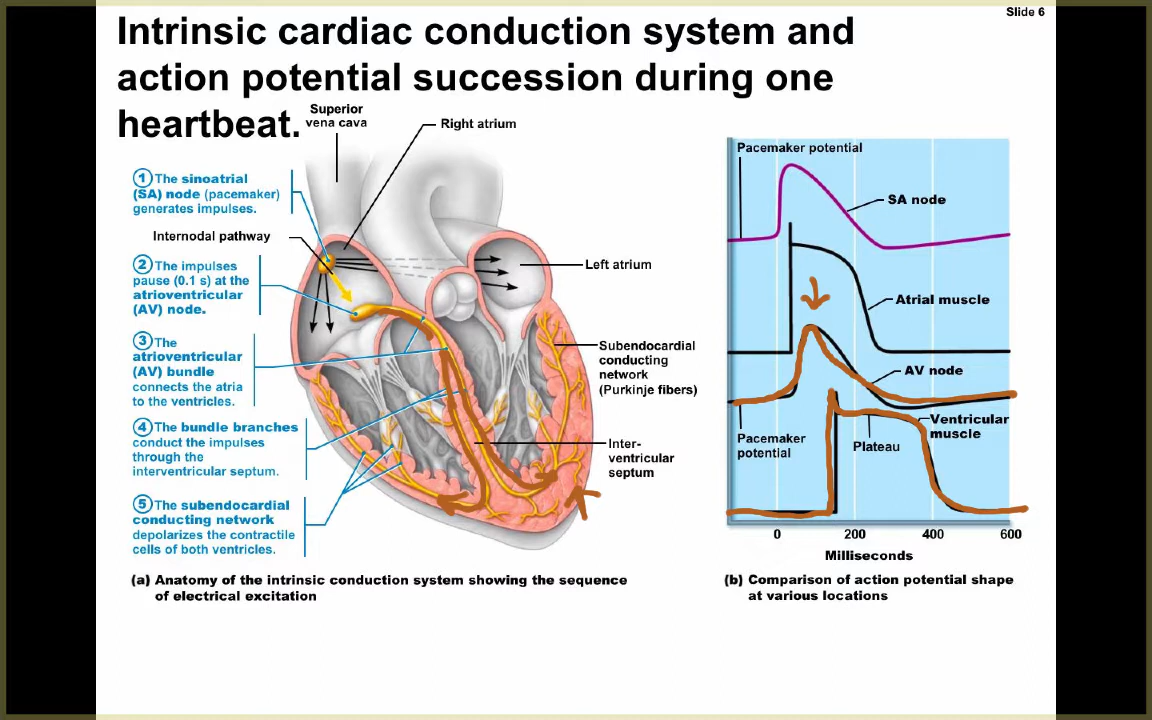 Slide 6
Intrinsic cardiac conduction system and
action potential succession during one
heartbeat.
Superior
vena cava
Right atrium
① The sinoatrial
(SA) node (pacemaker)
generates impulses.
Internodal pathway
② The impulses
pause (0.1 s) at the
atrioventricular
(AV) node.
③ The
atrioventricular
(AV) bundle
connects the atria
to the ventricles.
④ The bundle branches
conduct the impulses
through the
interventricular septum.
⑤ The subendocardial
conducting network
depolarizes the contractile
cells of both ventricles.
Left atrium
Subendocardial
conducting
network
(Purkinje fibers)
Inter-
ventricular
septum
(a) Anatomy of the intrinsic conduction system showing the sequence
of electrical excitation
Pacemaker potential
SA node
Atrial muscle
AV node
Ventricular
muscle
Pacemaker
potential
Plateau
0 200 400 600
Milliseconds
(b) Comparison of action potential shape
at various locations